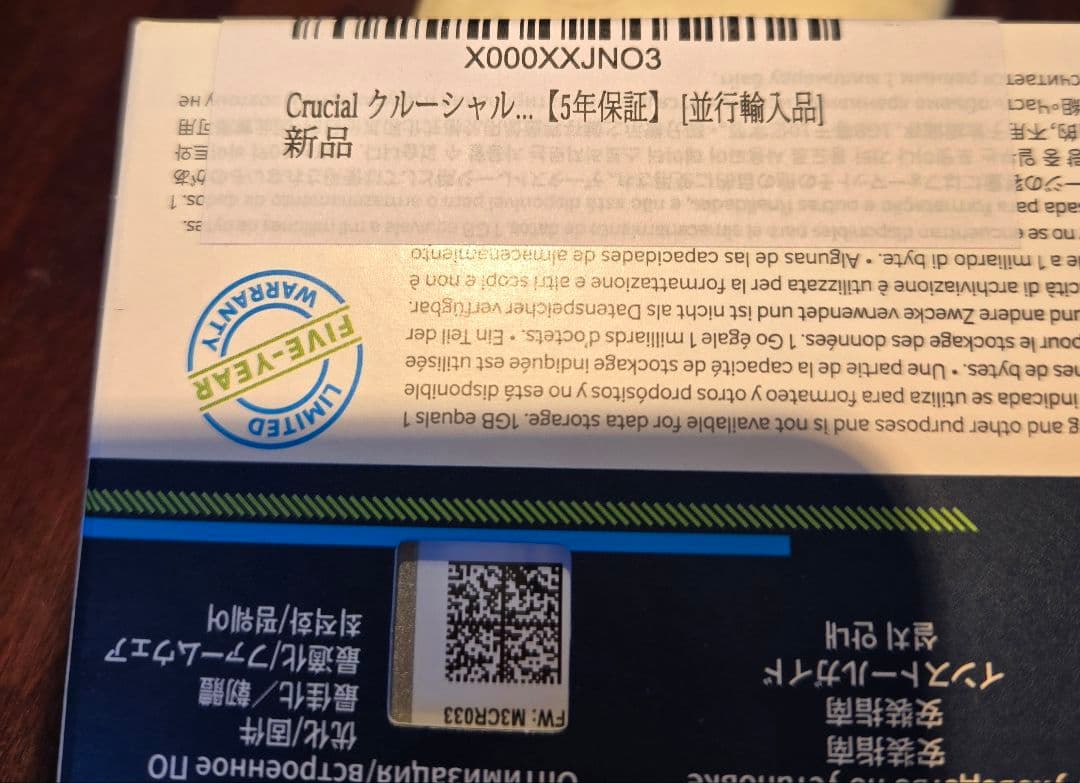 X000XXJNO3
Crucial クルーシャル...【5年保証】 [並行輸入品]
新品
e a 1 miliardo di byte. • Algunas de las capacidades de almacenamiento
cità di archiviazione è utilizzata per la formattazione e altri scopi e non è
und andere Zwecke verwendet und ist nicht als Datenspeicher verfügbar.
pour le stockage des données. 1 Go égale 1 milliards d'octets. • Ein Teil der
nes de bytes. • Une partie de la capacité de stockage indiquée est utilisée
indicada se utiliza para formateo y otros propósitos y no está disponible
g and other purposes and is not available for data storage. 1GB equals 1
LIMITED
FIVE-YEAR
WARRANTY
FW: M3CR033
Оптимизация/встроенное ПО
优化/固件
最佳化／韌體
最適化/ファームウェア
최적화/펌웨어
安装指南
安裝指南
インストールガイド
설치 안내